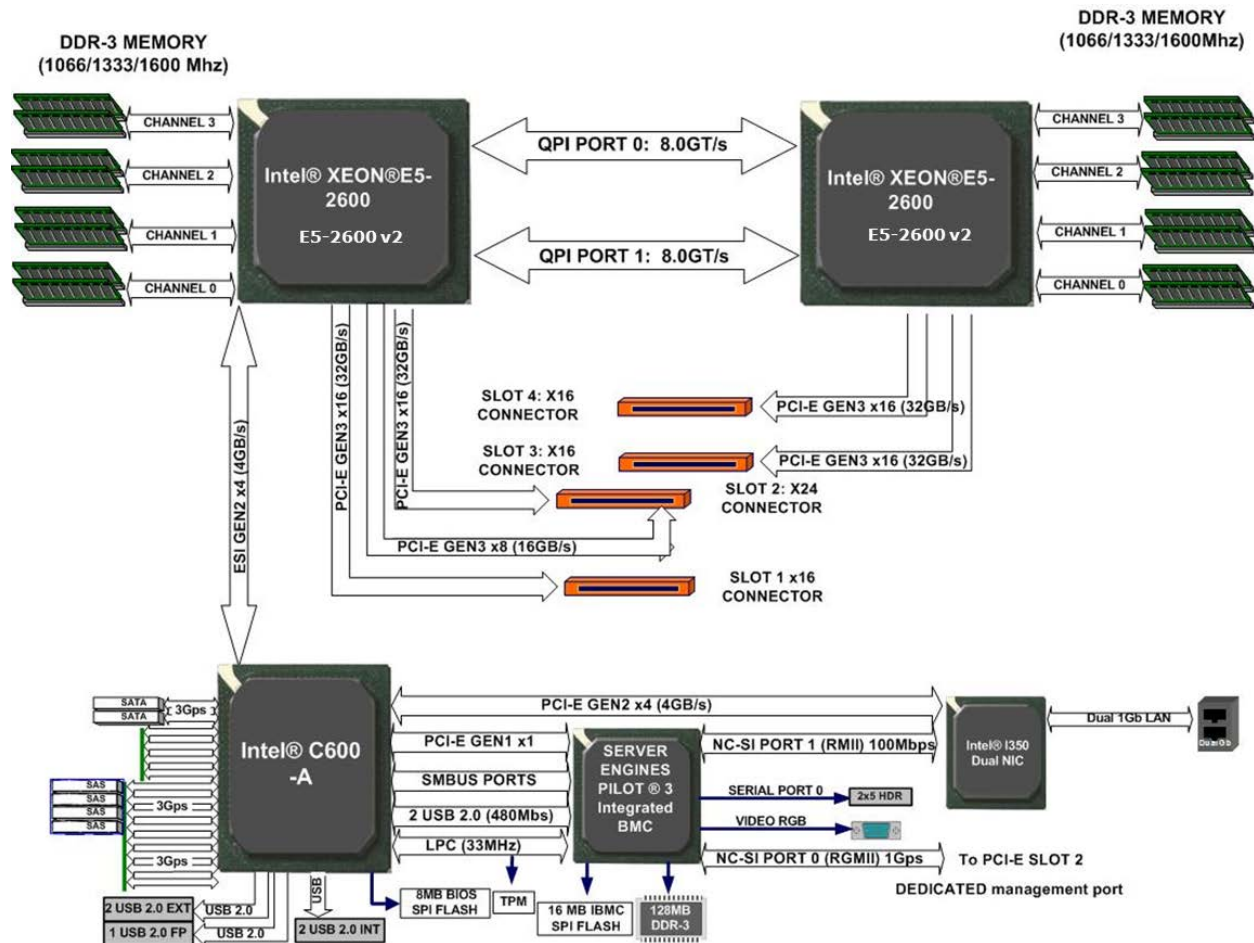 DDR-3 MEMORY
(1066/1333/1600 Mhz)
DDR-3 MEMORY
(1066/1333/1600Mhz)
CHANNEL 3
CHANNEL 2
CHANNEL 1
CHANNEL 0
Intel® XEON®E5-
2600
E5-2600 v2
QPI PORT 0: 8.0GT/s
QPI PORT 1: 8.0GT/s
Intel® XEON®E5-
2600
E5-2600 v2
CHANNEL 3
CHANNEL 2
CHANNEL 1
CHANNEL 0
ESI GEN2 x4 (4GB/s)
PCI-E GEN3 x16 (32GB/s)
PCI-E GEN3 x16 (32GB/s)
PCI-E GEN3 x8 (16GB/s)
SLOT 4: X16
CONNECTOR
PCI-E GEN3 x16 (32GB/s)
SLOT 3: X16
CONNECTOR
PCI-E GEN3 x16 (32GB/s)
SLOT 2: X24
CONNECTOR
SLOT 1 x16
CONNECTOR
SATA
SATA
3Gps
SAS
SAS
SAS
SAS
3Gps
3Gps
Intel® C600
-A
PCI-E GEN2 x4 (4GB/s)
PCI-E GEN1 x1
SMBUS PORTS
2 USB 2.0 (480Mbs)
LPC (33MHz)
SERVER
ENGINES
PILOT ® 3
Integrated
BMC
NC-SI PORT 1 (RMII) 100Mbps
SERIAL PORT 0
2x5 HDR
VIDEO RGB
NC-SI PORT 0 (RGMII) 1Gps
To PCI-E SLOT 2
DEDICATED management port
Intel® I350
Dual NIC
Dual 1Gb LAN
Dual Gb
2 USB 2.0 EXT
1 USB 2.0 FP
USB 2.0
USB 2.0
USB
2 USB 2.0 INT
8MB BIOS
SPI FLASH
TPM
16 MB IBMC
SPI FLASH
128MB
DDR-3